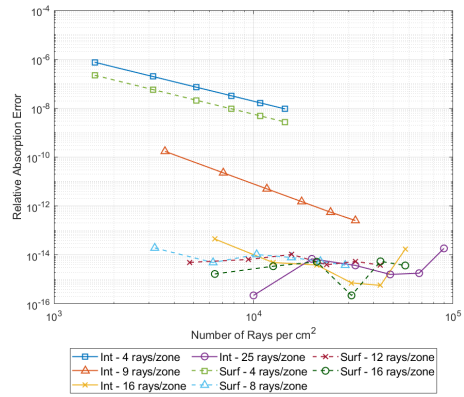 10^-4
10^-6
10^-8
10^-10
10^-12
10^-14
10^-16
Relative Absorption Error
10^3
10^4
10^5
Number of Rays per cm^2
Int - 4 rays/zone
Int - 25 rays/zone
Surf - 12 rays/zone
Int - 9 rays/zone
Surf - 4 rays/zone
Surf - 16 rays/zone
Int - 16 rays/zone
Surf - 8 rays/zone